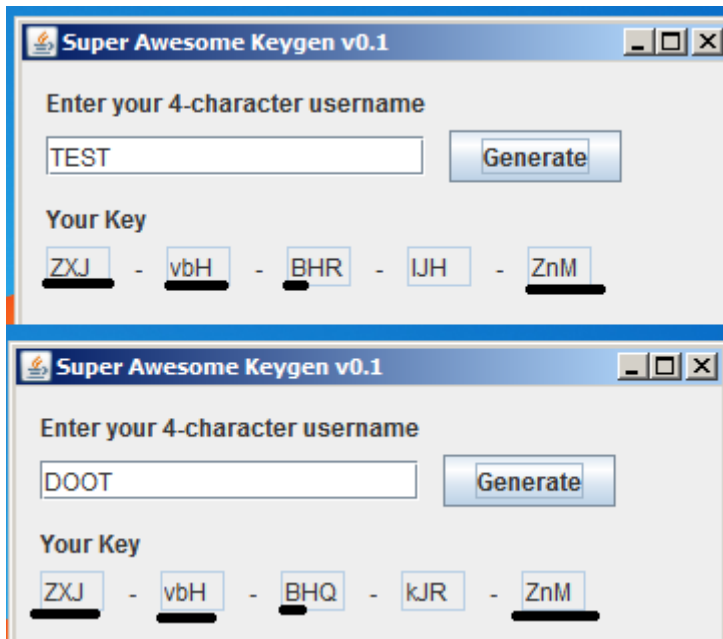 Super Awesome Keygen v0.1
Enter your 4-character username
TEST Generate
Your Key
ZXJ - vbH - BHR - IJH - ZnM
Super Awesome Keygen v0.1
Enter your 4-character username
DOOT Generate
Your Key
ZXJ - vbH - BHQ - kJR - ZnM